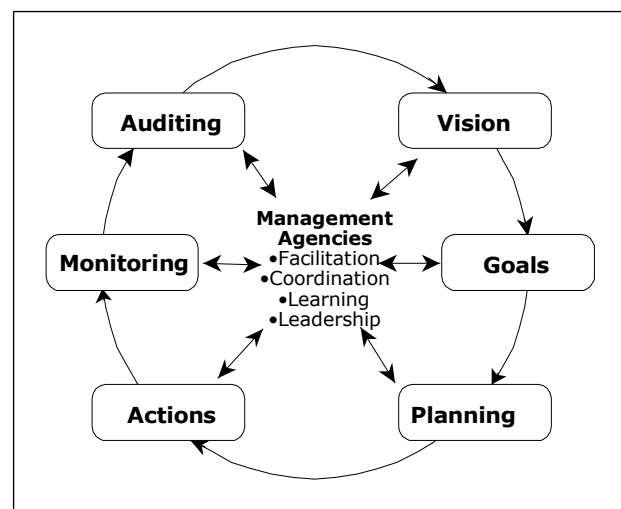 Auditing
Vision
Management
Agencies
•Facilitation
•Coordination
•Learning
•Leadership
Monitoring
Goals
Actions
Planning